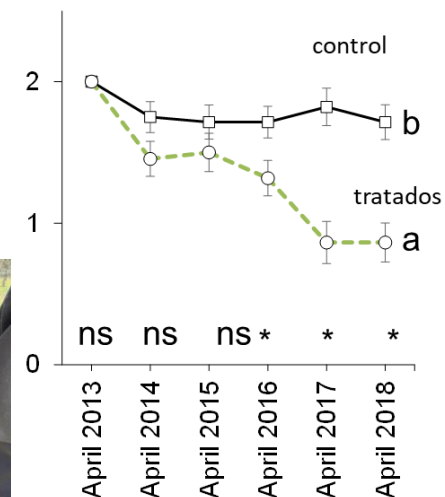 control
2
b
tratados
1
a
ns ns ns * * *
0
April 2013
April 2014
April 2015
April 2016
April 2017
April 2018